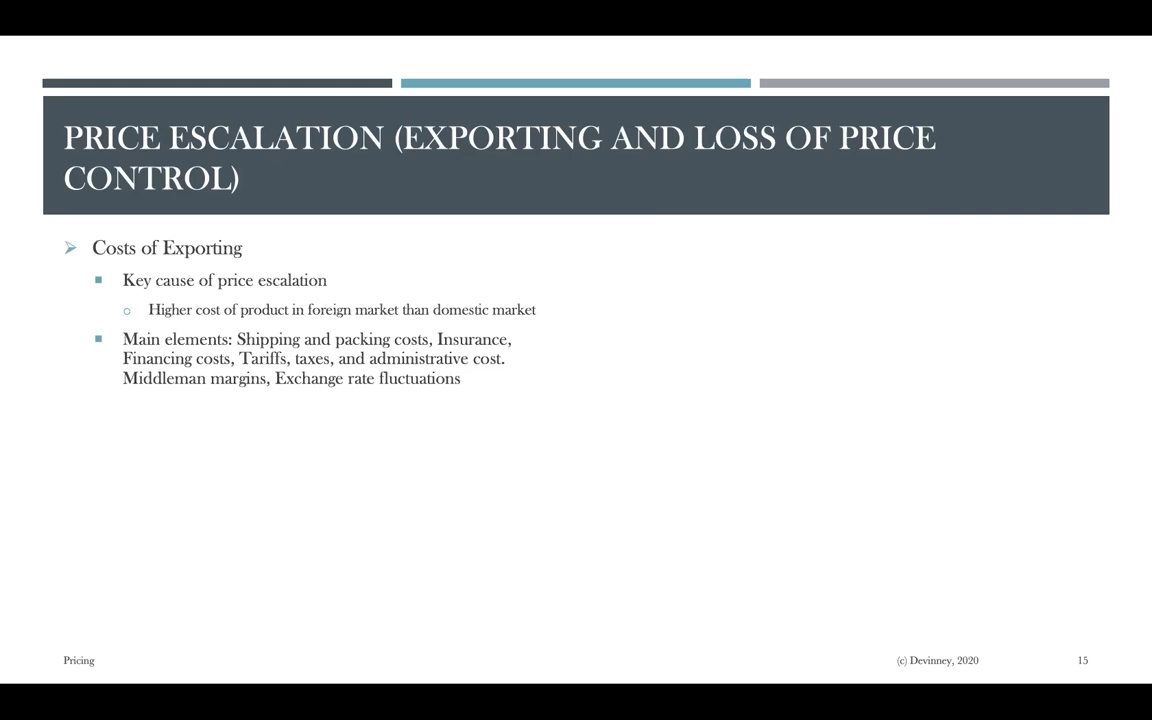 PRICE ESCALATION (EXPORTING AND LOSS OF PRICE
CONTROL)
Costs of Exporting
Key cause of price escalation
Higher cost of product in foreign market than domestic market
Main elements: Shipping and packing costs, Insurance,
Financing costs, Tariffs, taxes, and administrative cost.
Middleman margins, Exchange rate fluctuations
Pricing
(c) Devinney, 2020
15